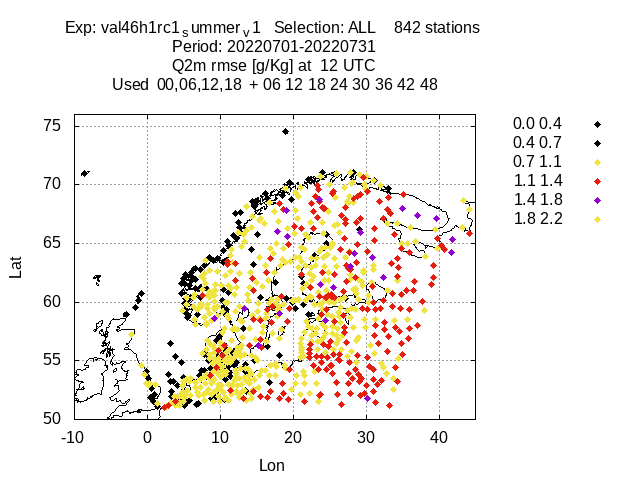 Exp: val46h1rc1summerv1 Selection: ALL 842 stations
Period: 20220701-20220731
Q2m rmse [g/Kg] at 12 UTC
Used 00,06,12,18 + 06 12 18 24 30 36 42 48
0.0 0.4
0.4 0.7
0.7 1.1
1.1 1.4
1.4 1.8
1.8 2.2
75
70
65
60
55
50
Lat
-10 0 10 20 30 40
Lon